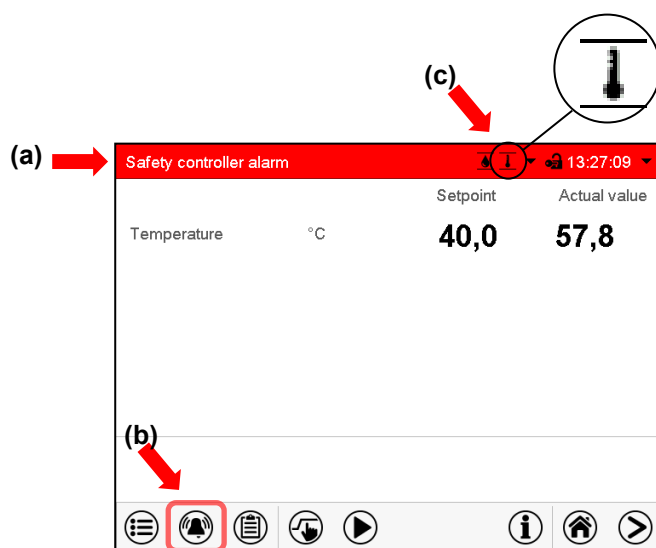 (c)
(a)
Safety controller alarm 13:27:09
Setpoint Actual value
Temperature °C 40,0 57,8
(b)